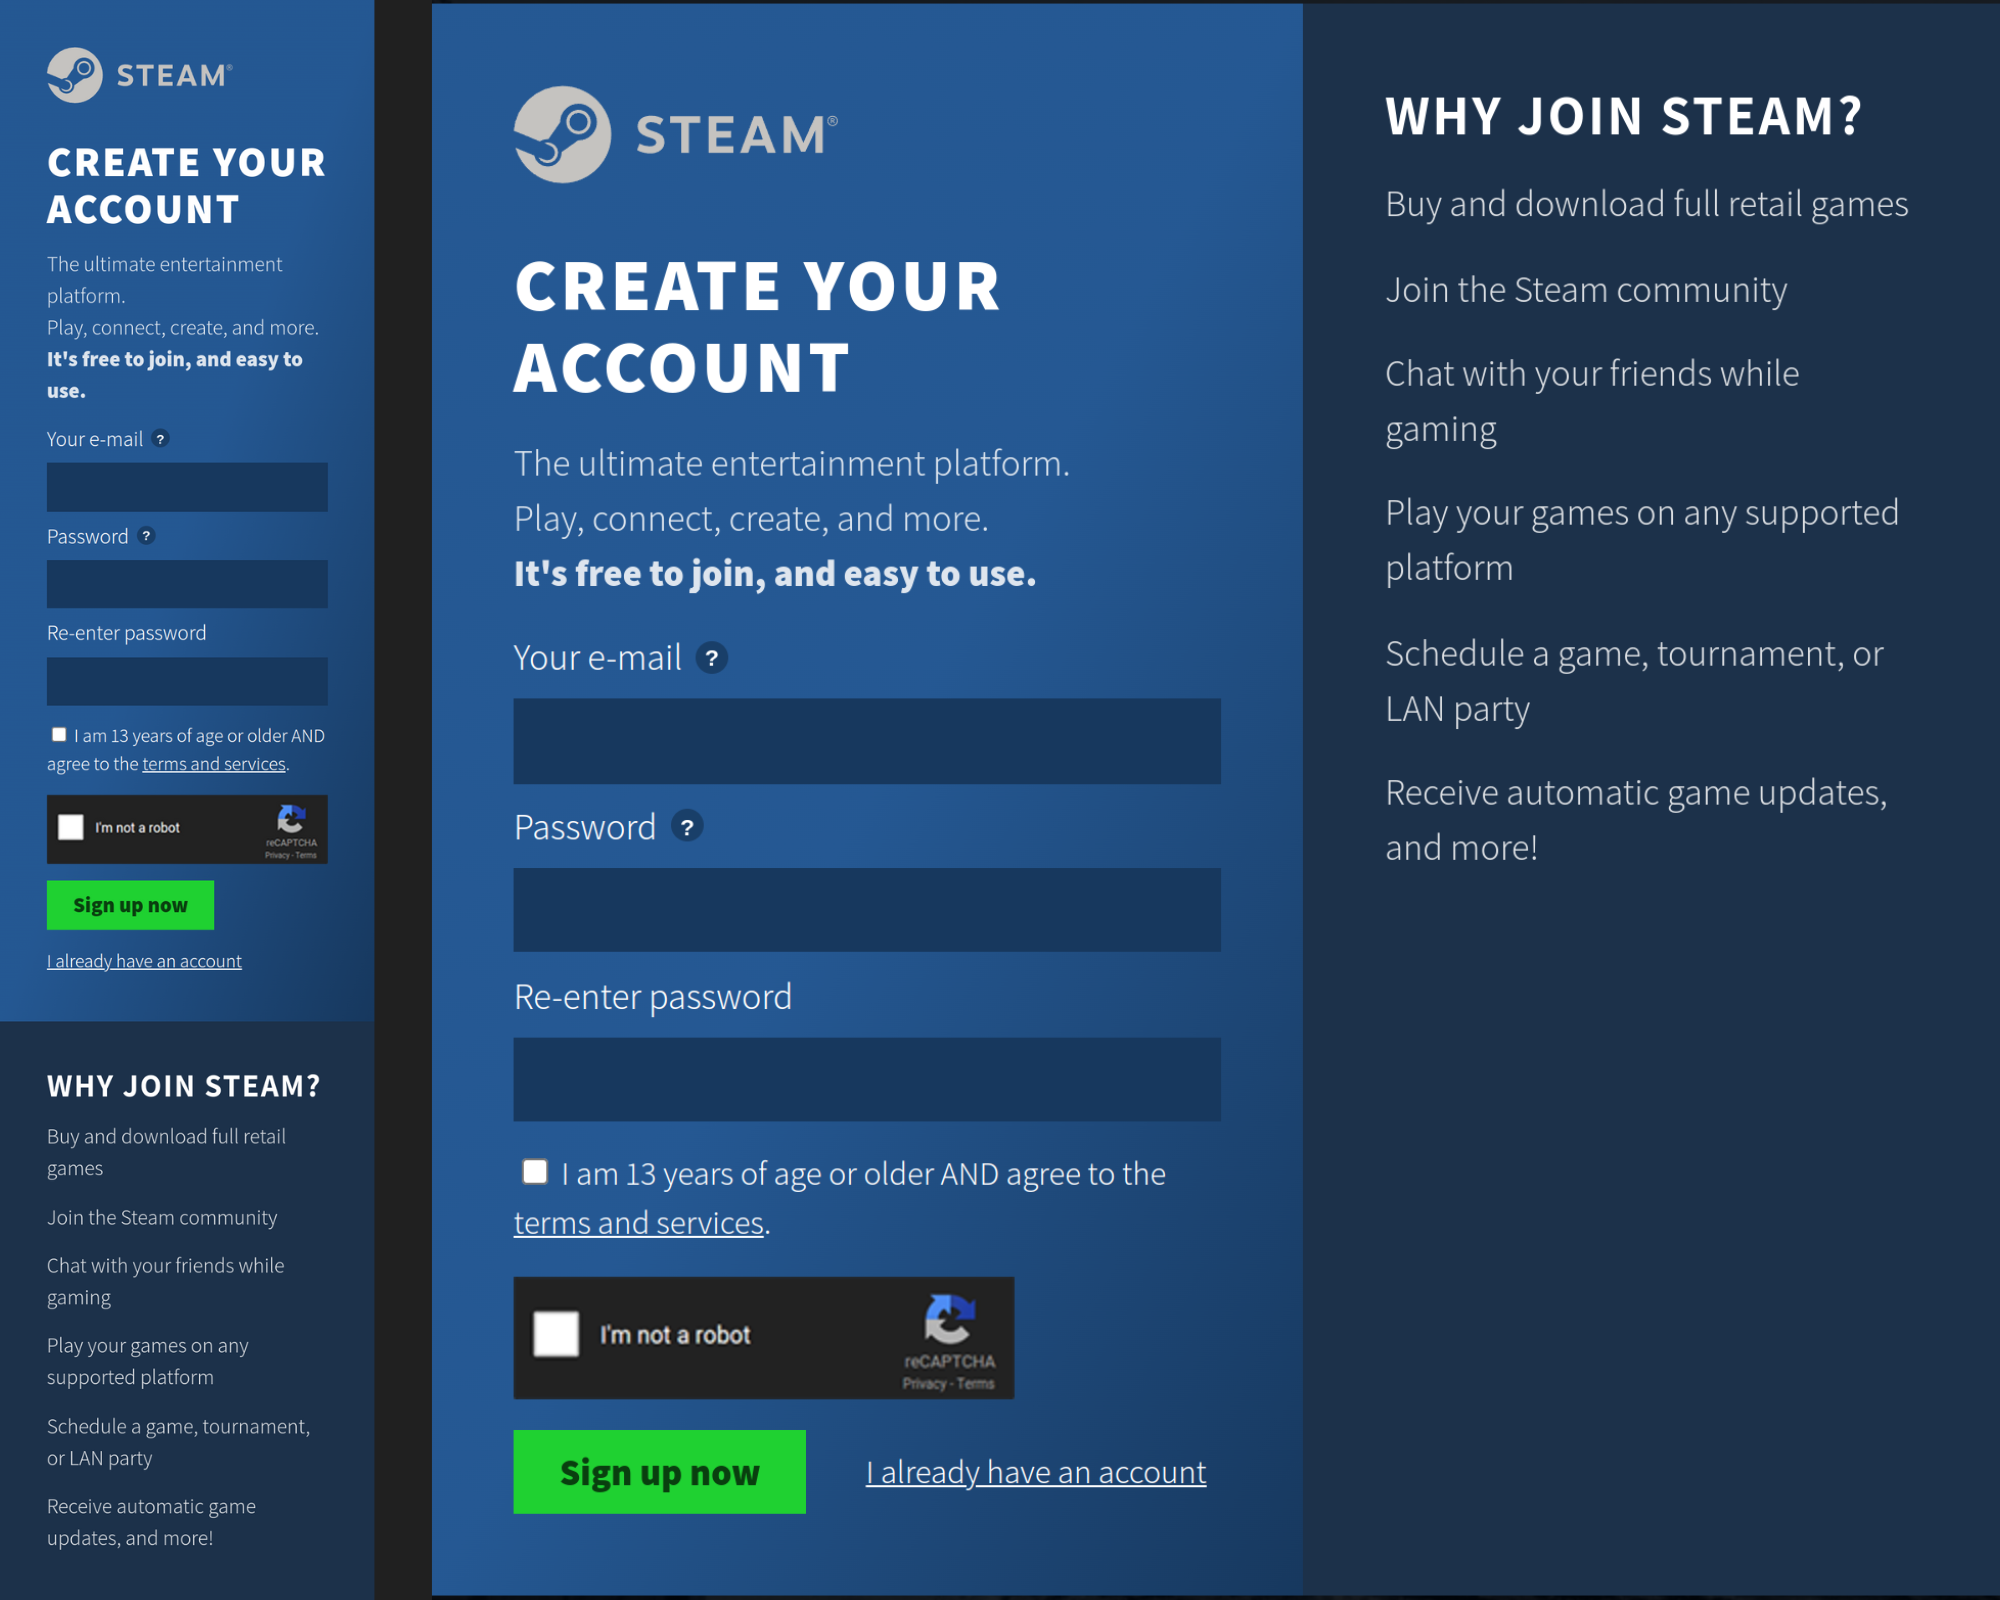 STEAM®
CREATE YOUR
ACCOUNT
The ultimate entertainment
platform.
Play, connect, create, and more.
It's free to join, and easy to
use.
Your e-mail ?
Password ?
Re-enter password
I am 13 years of age or older AND
agree to the terms and services.
I'm not a robot
reCAPTCHA
Privacy - Terms
Sign up now
I already have an account
WHY JOIN STEAM?
Buy and download full retail
games
Join the Steam community
Chat with your friends while
gaming
Play your games on any
supported platform
Schedule a game, tournament,
or LAN party
Receive automatic game
updates, and more!
STEAM®
CREATE YOUR
ACCOUNT
The ultimate entertainment platform.
Play, connect, create, and more.
It's free to join, and easy to use.
Your e-mail ?
Password ?
Re-enter password
I am 13 years of age or older AND agree to the
terms and services.
I'm not a robot
reCAPTCHA
Privacy - Terms
Sign up now
I already have an account
WHY JOIN STEAM?
Buy and download full retail games
Join the Steam community
Chat with your friends while
gaming
Play your games on any supported
platform
Schedule a game, tournament, or
LAN party
Receive automatic game updates,
and more!